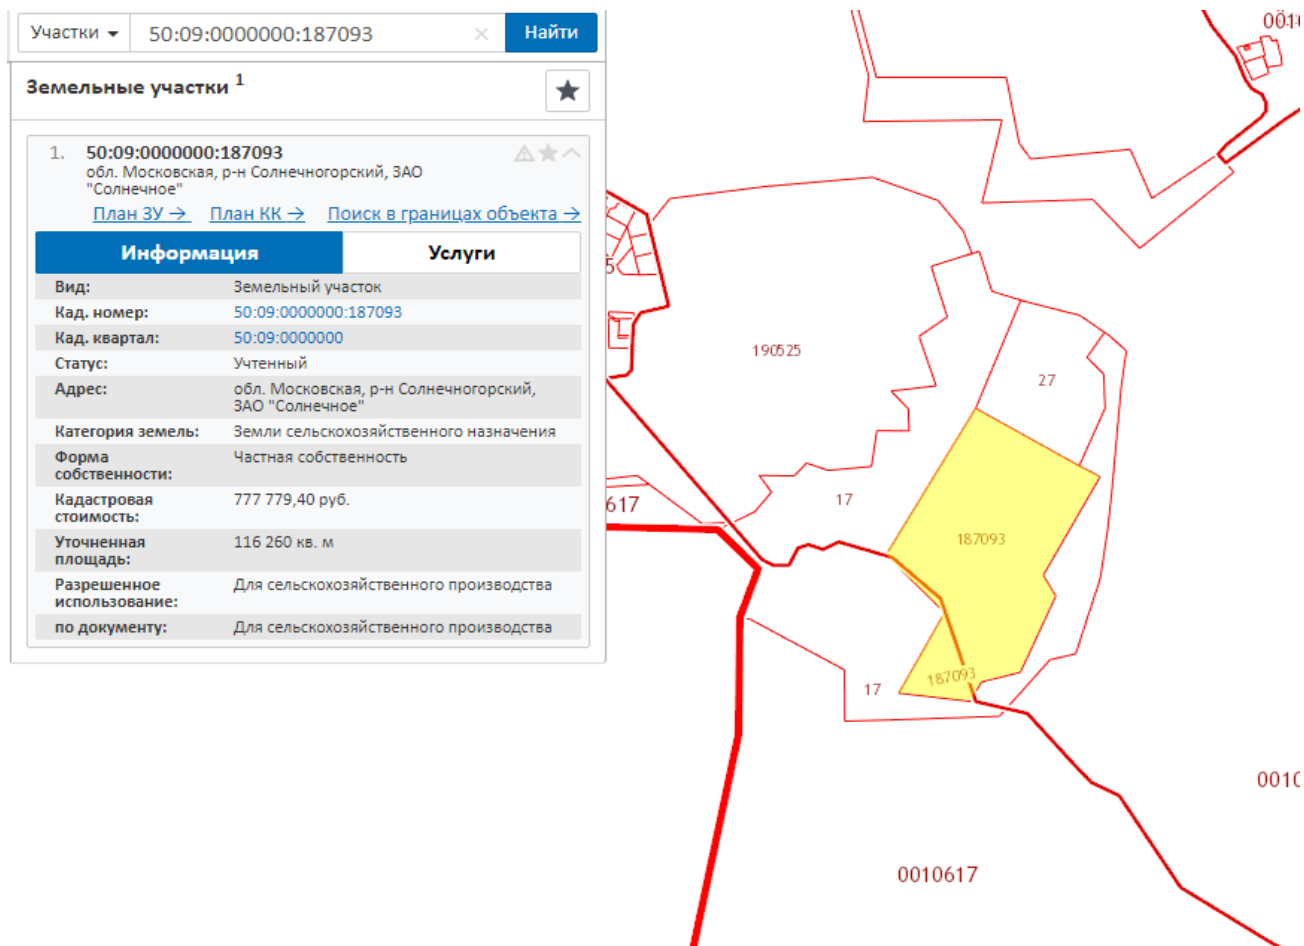 Участки
50:09:0000000:187093
Найти
Земельные участки 1
1. 50:09:0000000:187093
обл. Московская, р-н Солнечногорский, ЗАО
"Солнечное"
План ЗУ → План КК → Поиск в границах объекта →
Информация Услуги
Вид: Земельный участок
Кад. номер: 50:09:0000000:187093
Кад. квартал: 50:09:0000000
Статус: Учтенный
Адрес: обл. Московская, р-н Солнечногорский,
ЗАО "Солнечное"
Категория земель: Земли сельскохозяйственного назначения
Форма
собственности: Частная собственность
Кадастровая
стоимость: 777 779,40 руб.
Уточненная
площадь: 116 260 кв. м
Разрешенное
использование: Для сельскохозяйственного производства
по документу: Для сельскохозяйственного производства
5
190525
27
17
617
187093
187093
17
0010
0010617